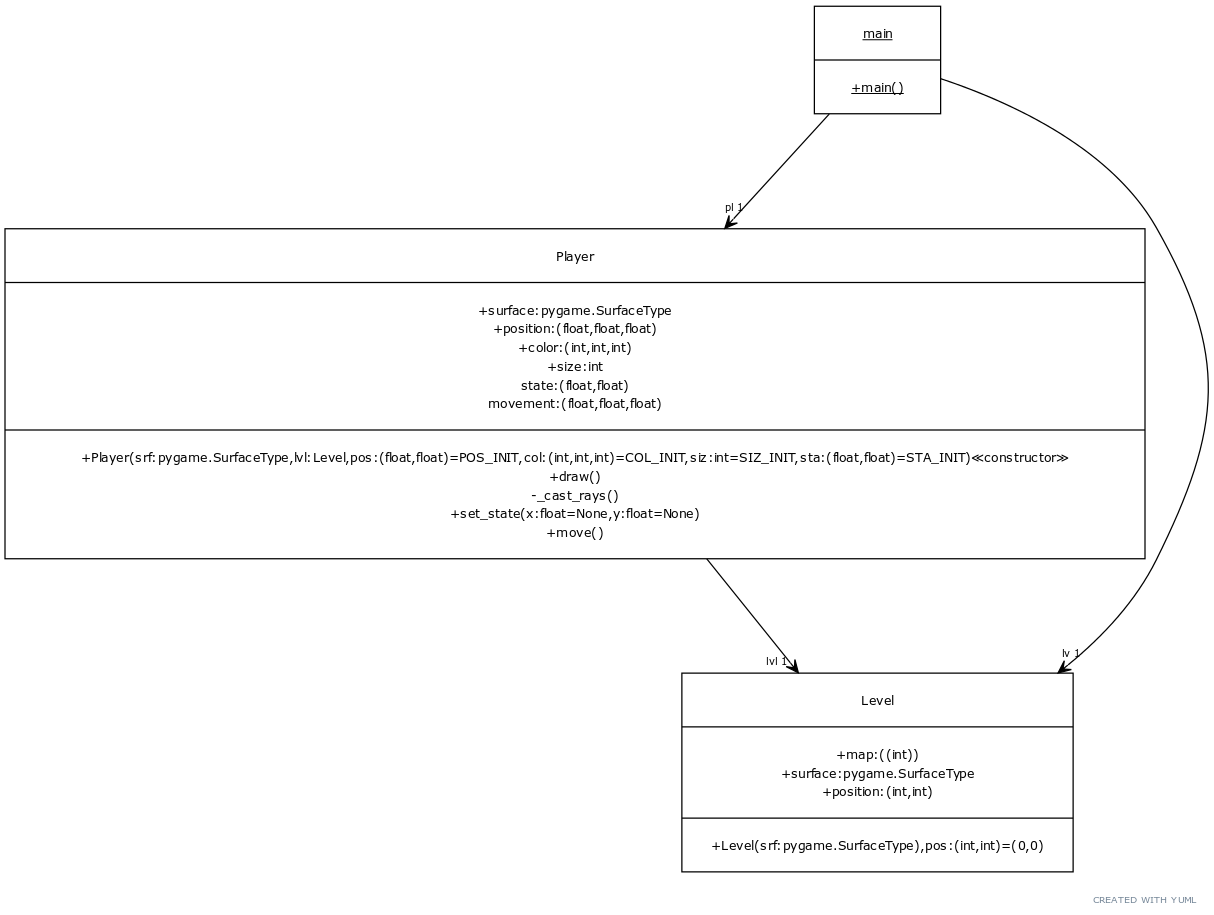 main
+main()
pl 1
Player
+surface:pygame.SurfaceType
+position:(float,float,float)
+color:(int,int,int)
+size:int
state:(float,float)
movement:(float,float,float)
+Player(srf:pygame.SurfaceType,lvl:Level,pos:(float,float)=POS_INIT,col:(int,int,int)=COL_INIT,siz:int=SIZ_INIT,sta:(float,float)=STA_INIT)≪constructor≫
+draw()
-_cast_rays()
+set_state(x:float=None,y:float=None)
+move()
lvl 1
lv 1
Level
+map:((int))
+surface:pygame.SurfaceType
+position:(int,int)
+Level(srf:pygame.SurfaceType),pos:(int,int)=(0,0)
CREATED WITH YUML